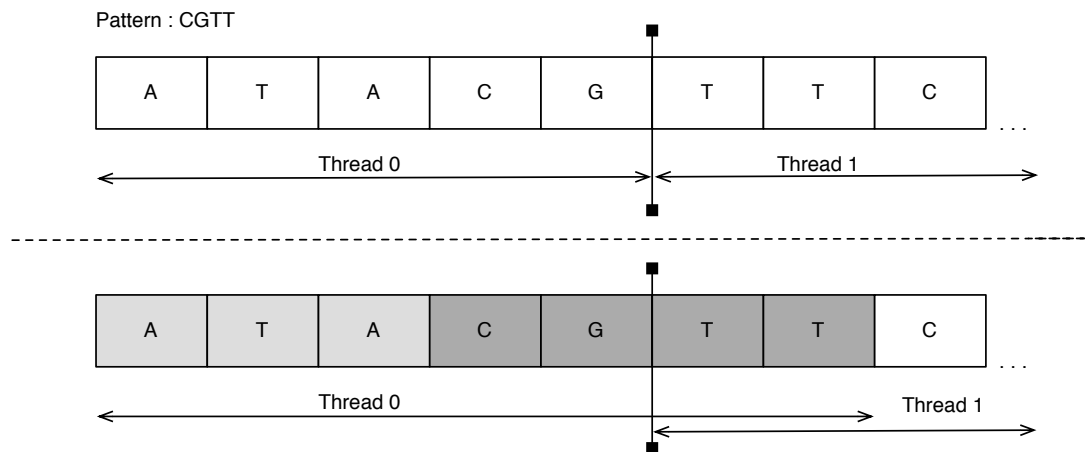 Pattern : CGTT
A T A C G T T C
. . .
Thread 0 Thread 1
A T A C G T T C
. . .
Thread 0 Thread 1